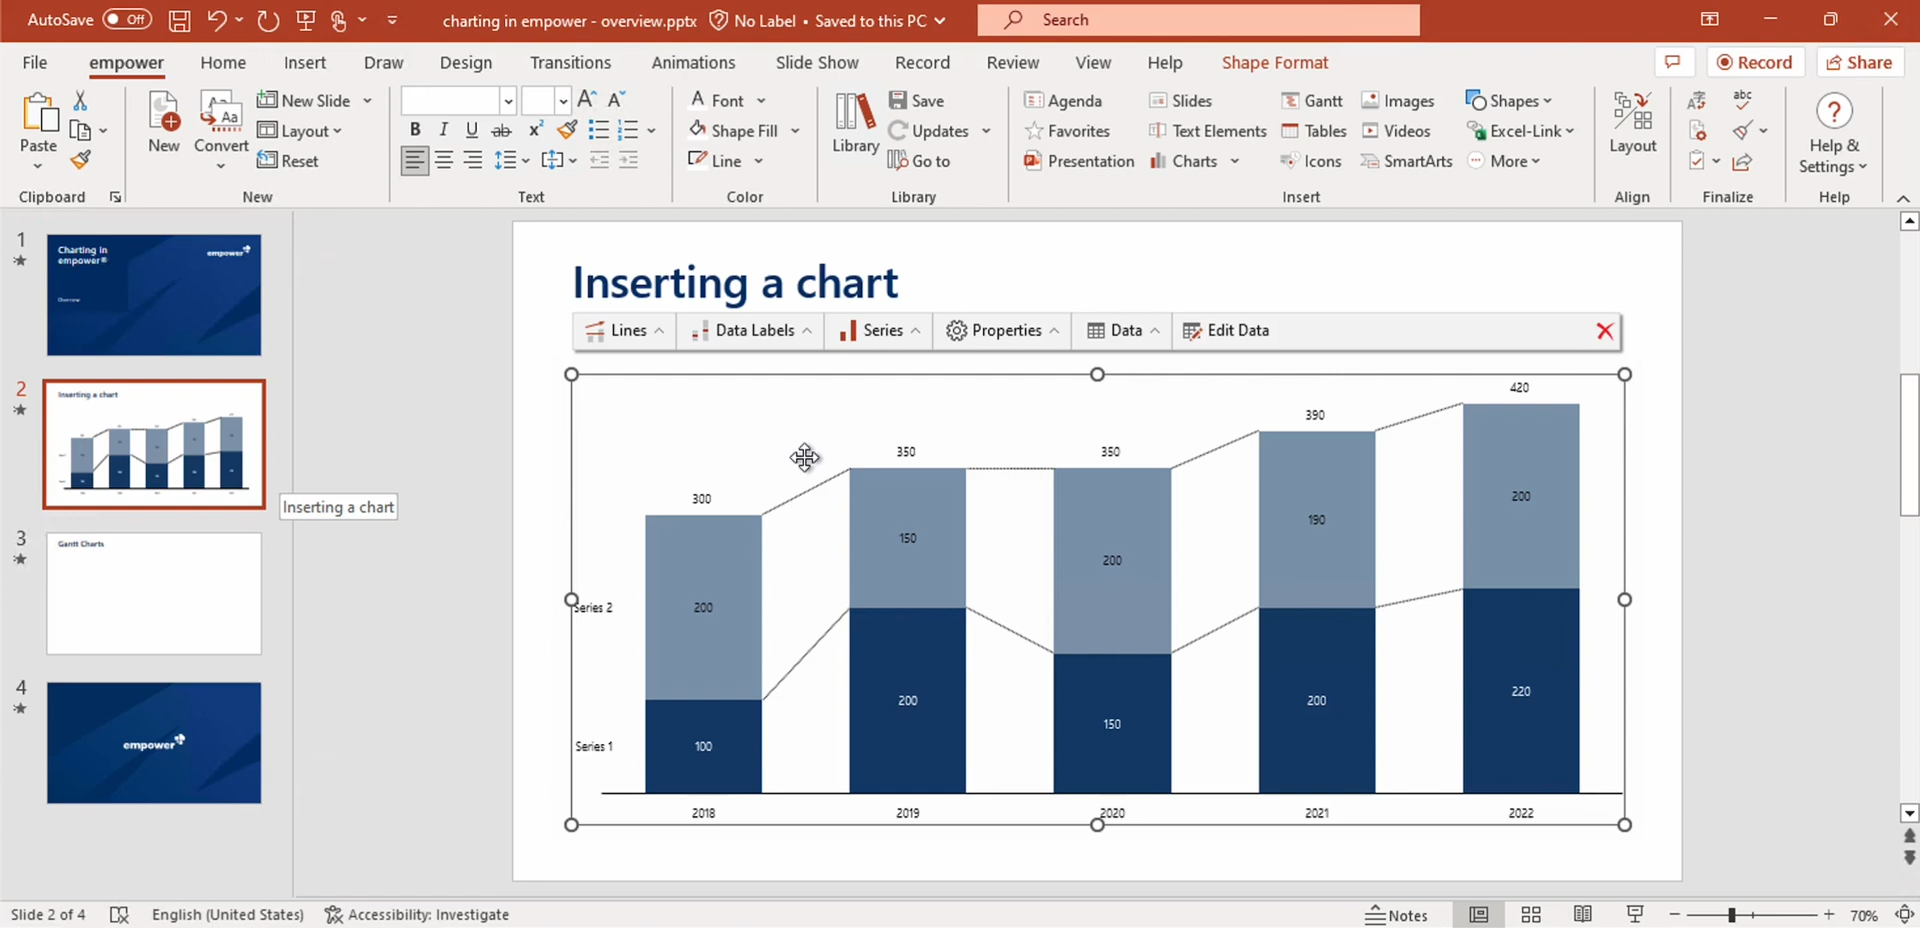 AutoSave Off charting in empower - overview.pptx No Label • Saved to this PC Search
File empower Home Insert Draw Design Transitions Animations Slide Show Record Review View Help Shape Format Record Share
Paste
Clipboard
New
Convert
New Slide
Layout
Reset
New
B I U ab x² A A
Text
A Font
Shape Fill
Line
Color
Library
Save
Updates
Go to
Library
Agenda
Favorites
Presentation
Slides
Text Elements
Charts
Gantt
Tables
Icons
Images
Videos
SmartArts
Shapes
Excel-Link
More
Insert
Layout
Align
abc
Finalize
Help &
Settings
Help
1
Charting in
empower®
empower
Overview
2
Inserting a chart
Inserting a chart
3
Gantt Charts
4
empower
Inserting a chart
Lines Data Labels Series Properties Data Edit Data
420
390
350 350
300
200
190
150
200
Series 2 200
220
200 200
150
Series 1 100
2018 2019 2020 2021 2022
Slide 2 of 4 English (United States) Accessibility: Investigate Notes 70%